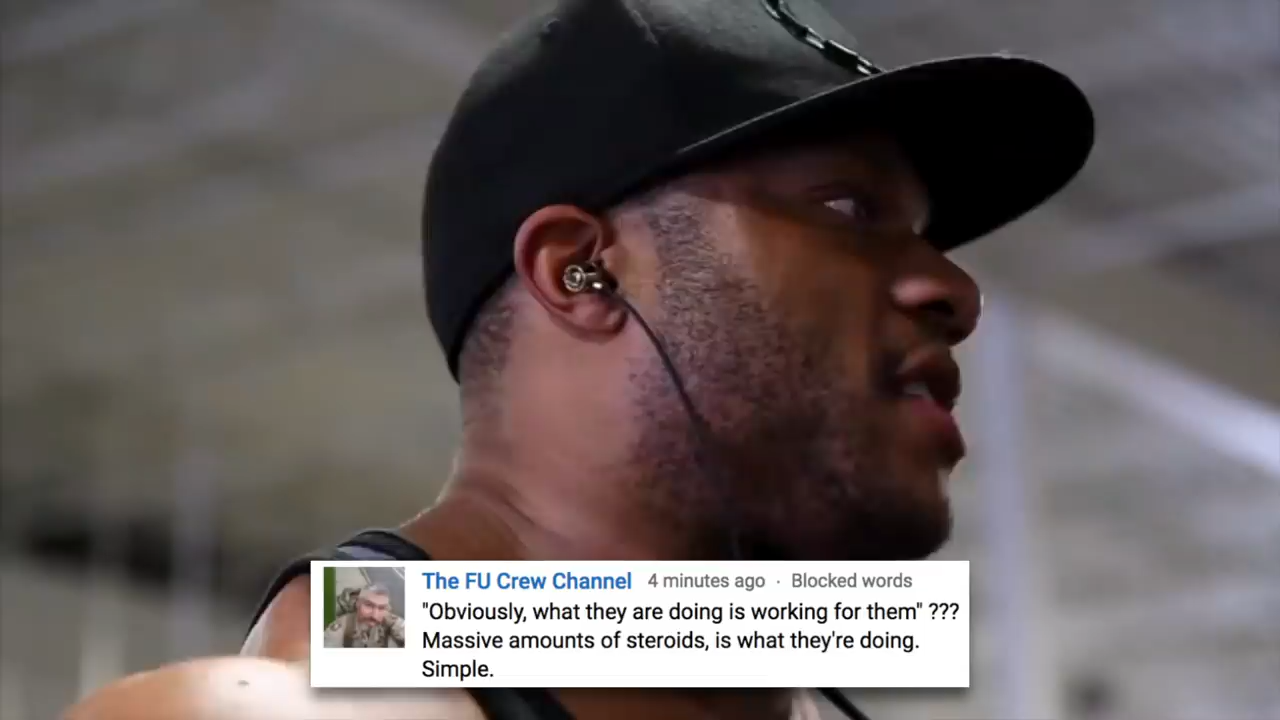 The FU Crew Channel 4 minutes ago · Blocked words
"Obviously, what they are doing is working for them" ???
Massive amounts of steroids, is what they're doing.
Simple.